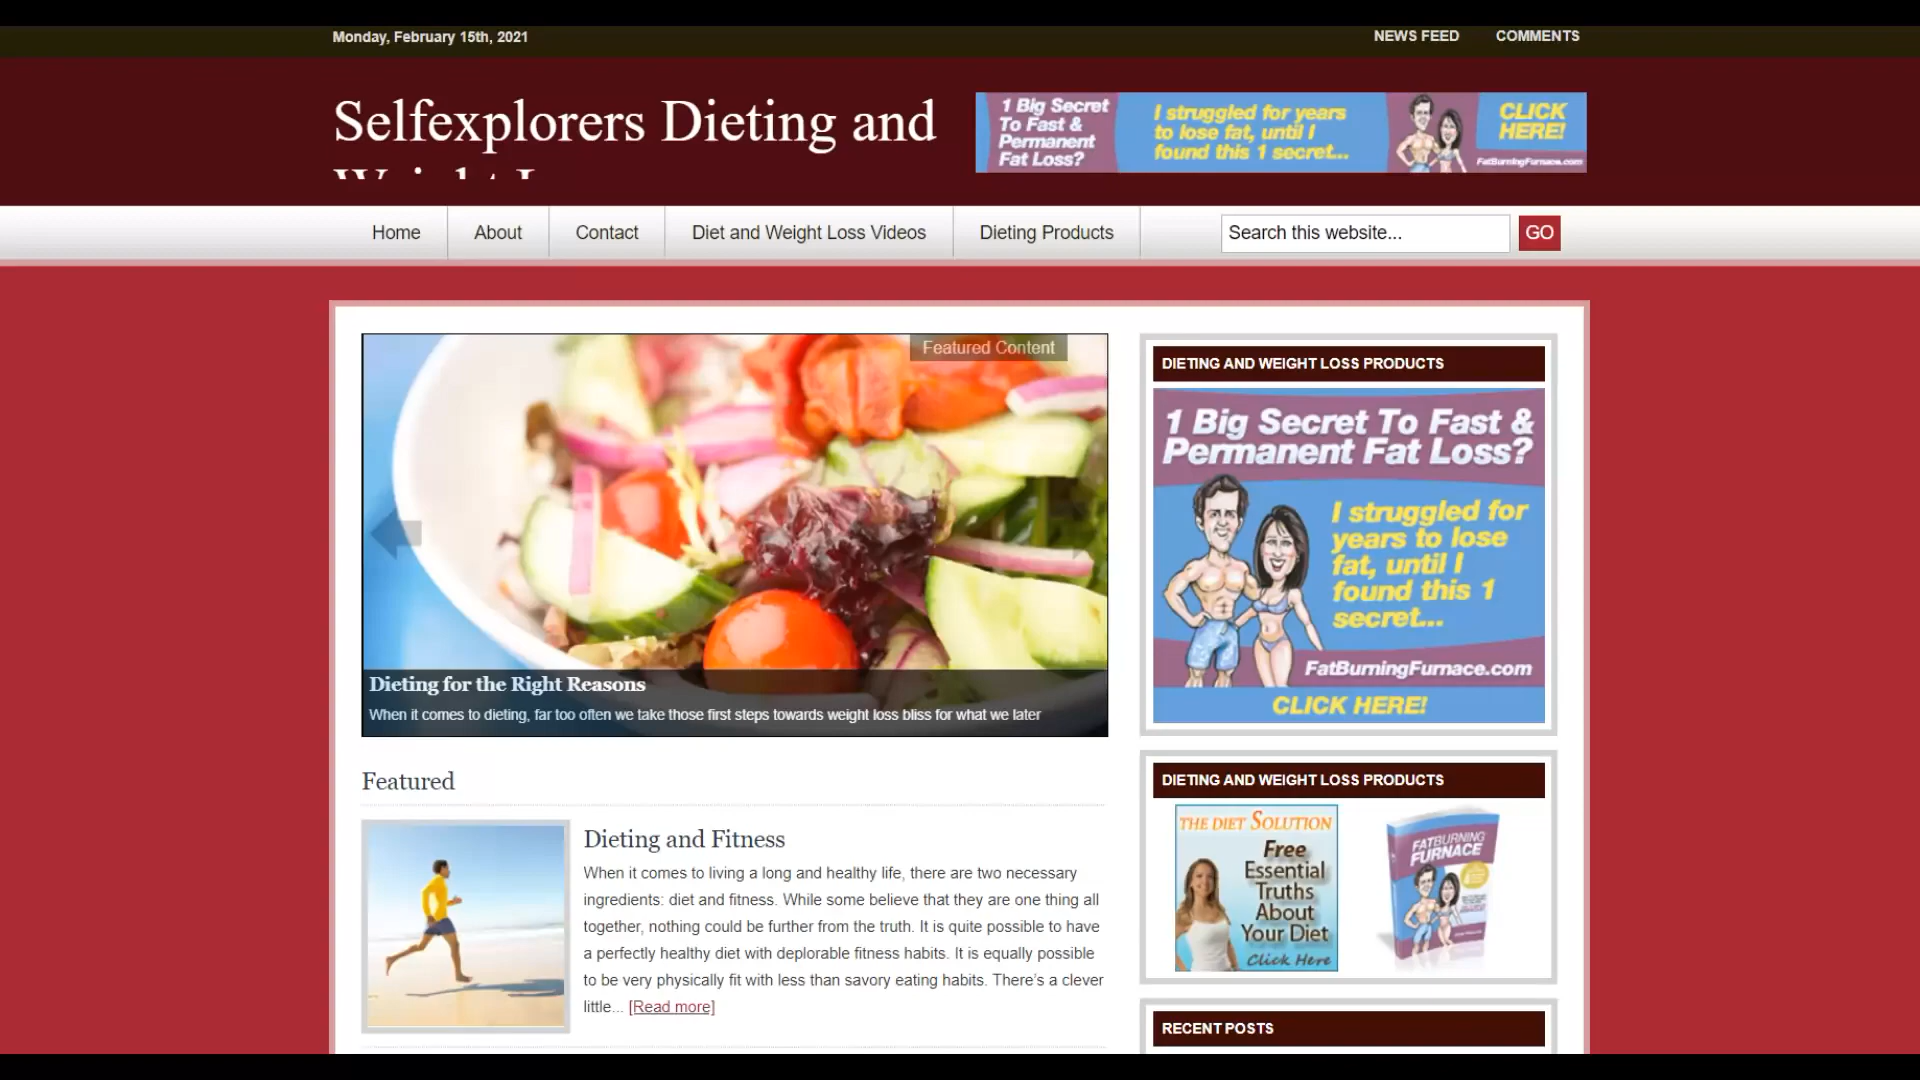 Monday, February 15th, 2021
NEWS FEED
COMMENTS
Selfexplorers Dieting and
1 Big Secret
To Fast &
Permanent
Fat Loss?
I struggled for years
to lose fat, until I
found this 1 secret...
CLICK
HERE!
FatBurningFurnace.com
Home
About
Contact
Diet and Weight Loss Videos
Dieting Products
Search this website...
GO
Featured Content
Dieting for the Right Reasons
When it comes to dieting, far too often we take those first steps towards weight loss bliss for what we later
Featured
Dieting and Fitness
When it comes to living a long and healthy life, there are two necessary
ingredients: diet and fitness. While some believe that they are one thing all
together, nothing could be further from the truth. It is quite possible to have
a perfectly healthy diet with deplorable fitness habits. It is equally possible
to be very physically fit with less than savory eating habits. There's a clever
little... [Read more]
DIETING AND WEIGHT LOSS PRODUCTS
1 Big Secret To Fast &
Permanent Fat Loss?
I struggled for
years to lose
fat, until I
found this 1
secret...
FatBurningFurnace.com
CLICK HERE!
DIETING AND WEIGHT LOSS PRODUCTS
THE DIET SOLUTION
Free
Essential
Truths
About
Your Diet
Click Here
FATBURNING
FURNACE
RECENT POSTS